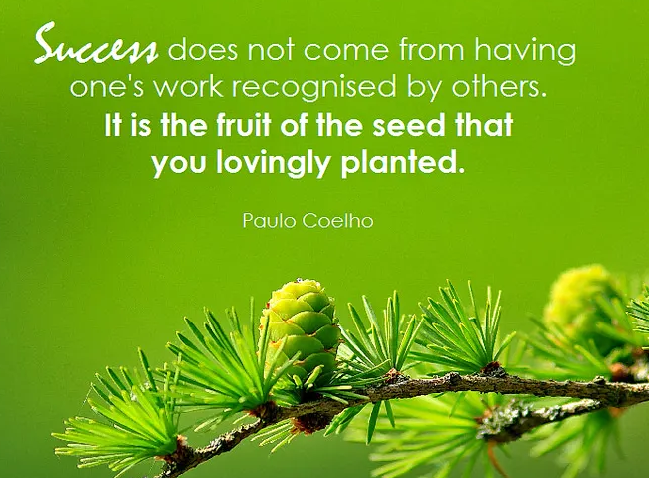 Success does not come from having
one's work recognised by others.
It is the fruit of the seed that
you lovingly planted.
Paulo Coelho